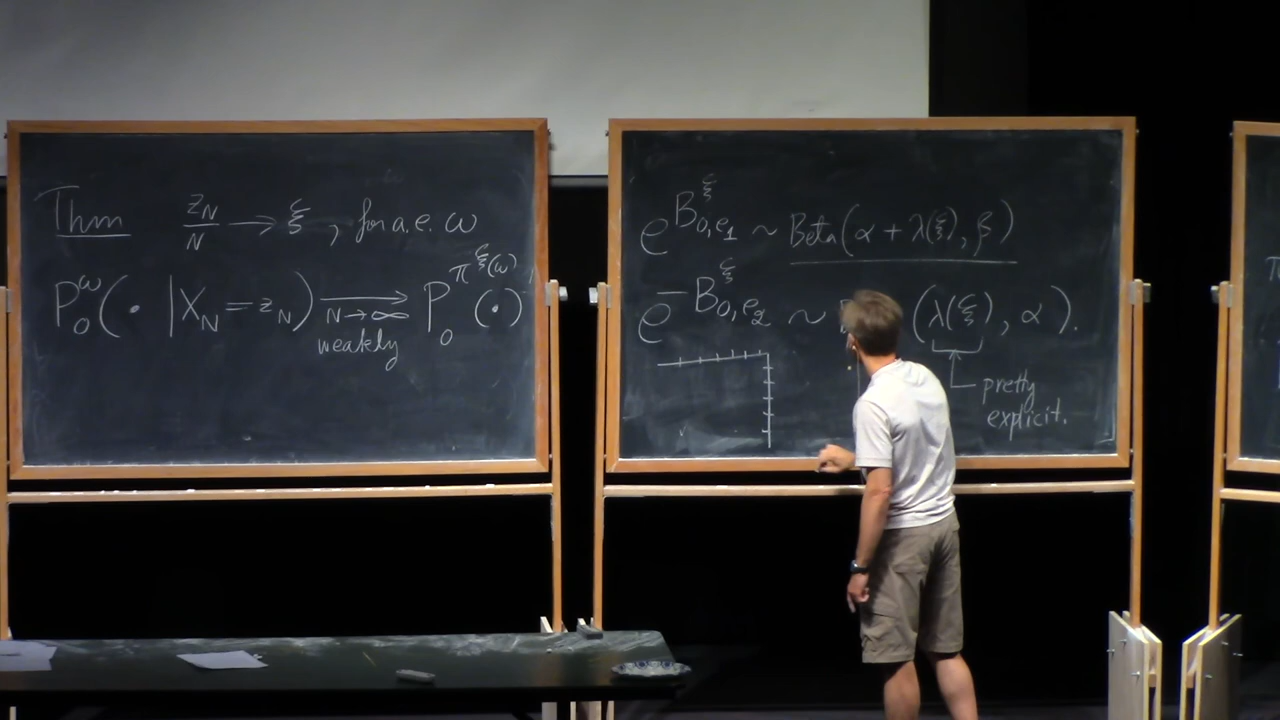 Thm z_N/N → ξ, for a.e. ω
P_0^ω(· | X_N = z_N) → P_0^{π^{ξ(ω)}}(·)
N→∞
weakly
e^{B^ξ_{0,e_1}} ~ Beta(α + λ(ξ), β)
e^{-B^ξ_{0,e_2}} ~ B (λ(ξ), α).
pretty
explicit.